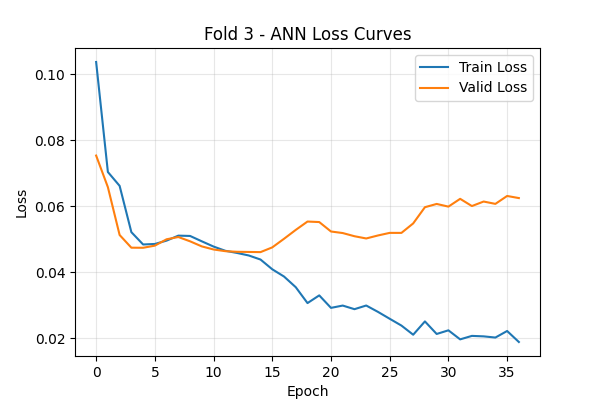 Fold 3 - ANN Loss Curves
Train Loss
Valid Loss
0.10
0.08
0.06
0.04
0.02
Loss
0 5 10 15 20 25 30 35
Epoch